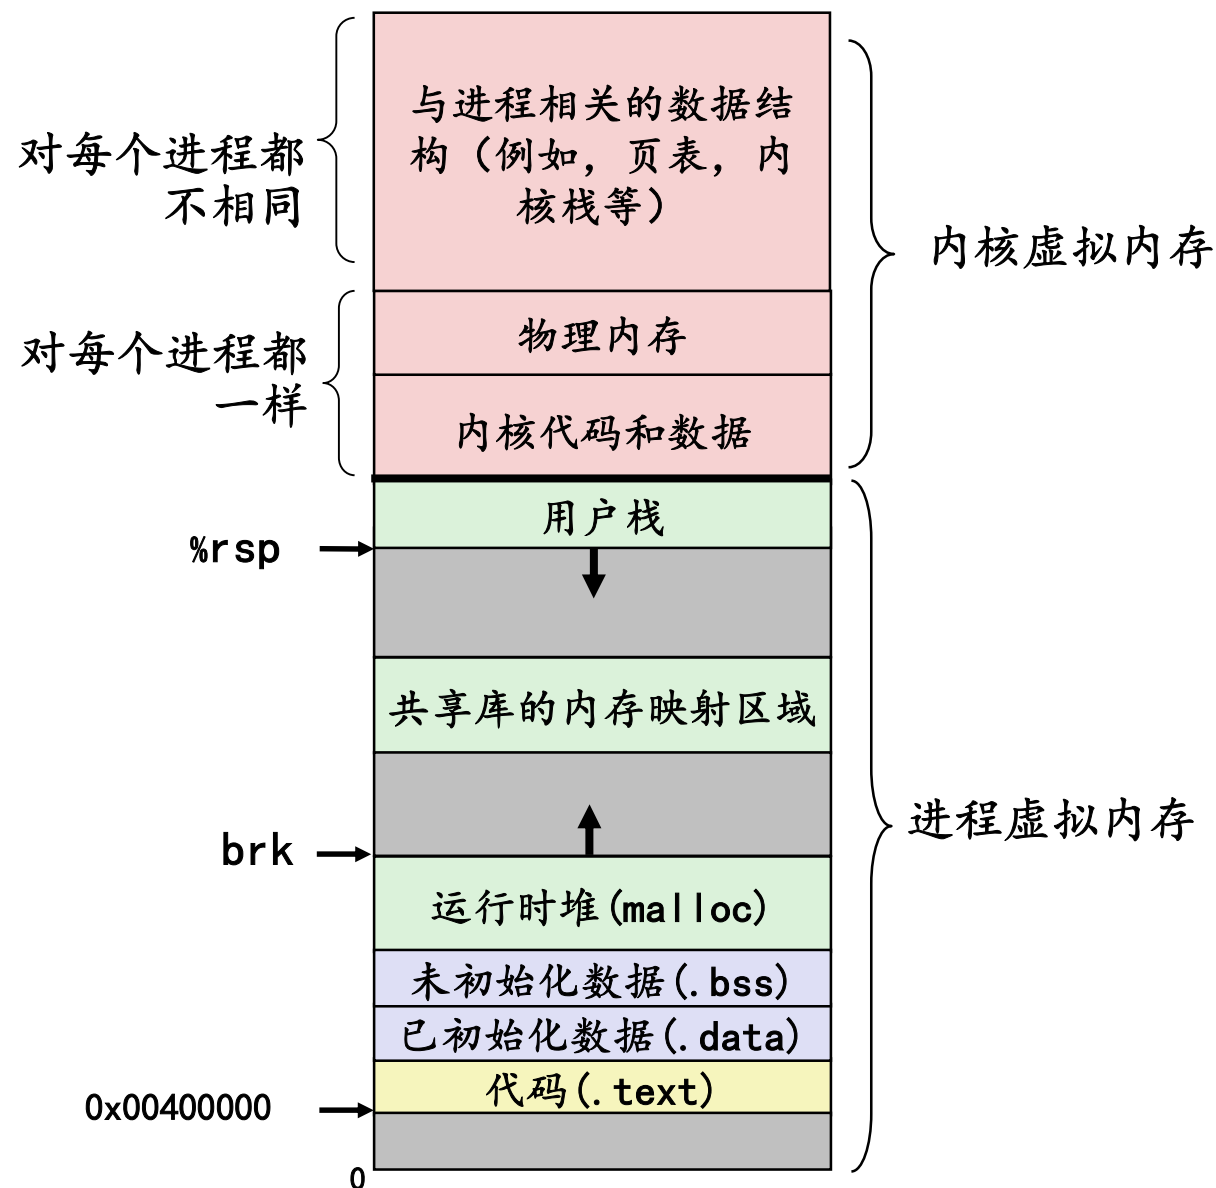 与进程相关的数据结
构（例如，页表，内
核栈等）
对每个进程都
不相同
内核虚拟内存
物理内存
对每个进程都
一样
内核代码和数据
用户栈
%rsp
共享库的内存映射区域
进程虚拟内存
brk
运行时堆(malloc)
未初始化数据(.bss)
已初始化数据(.data)
代码(.text)
0x00400000
0